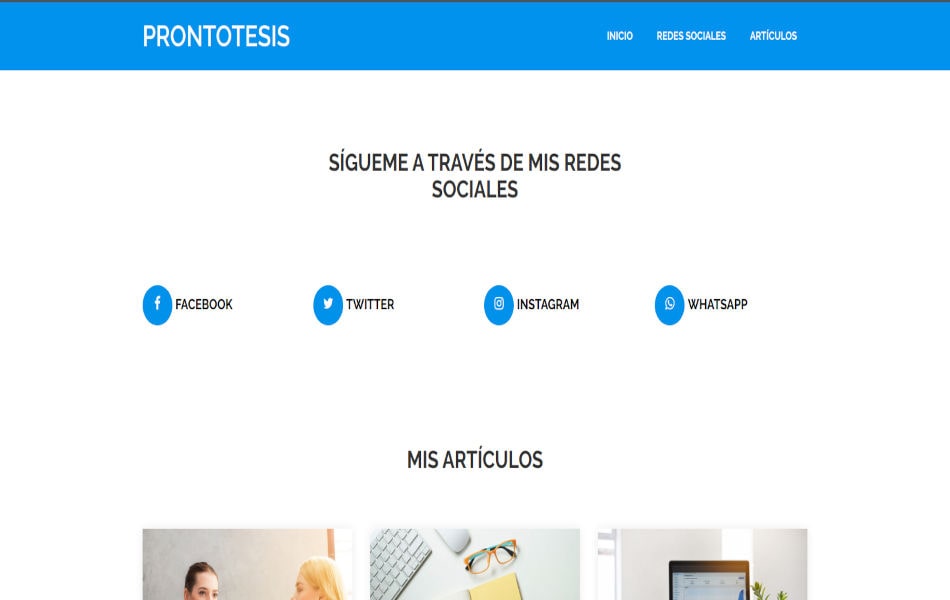 PRONTOTESIS
INICIO REDES SOCIALES ARTÍCULOS
SÍGUEME A TRAVÉS DE MIS REDES
SOCIALES
FACEBOOK TWITTER INSTAGRAM WHATSAPP
MIS ARTÍCULOS